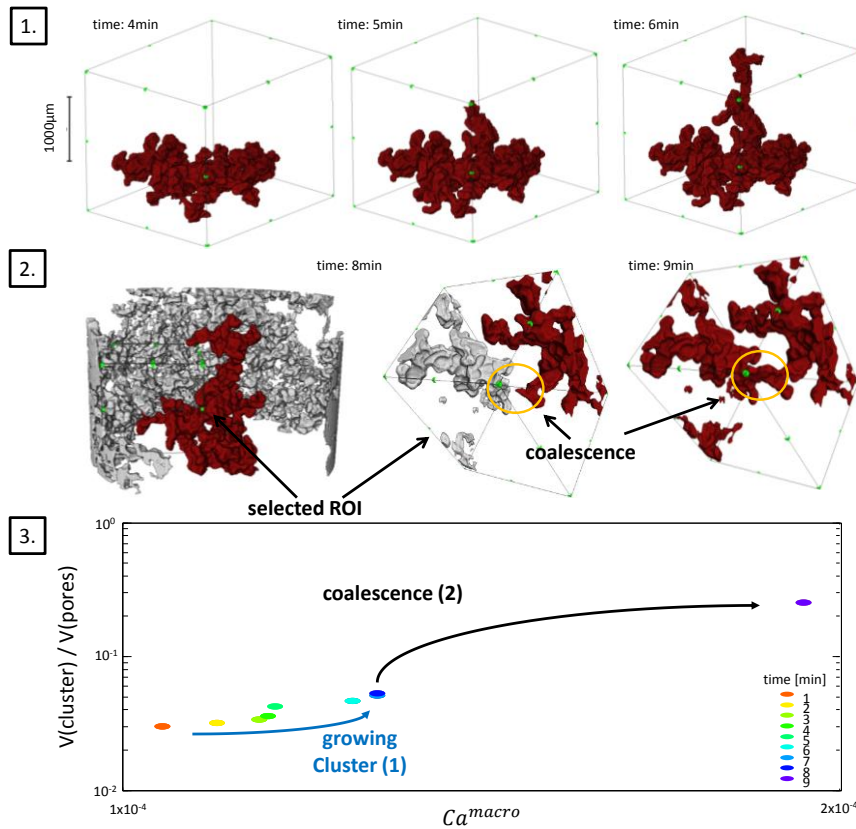 1.
time: 4min
time: 5min
time: 6min
1000µm
2.
time: 8min
time: 9min
coalescence
selected ROI
3.
V(cluster) / V(pores)
10⁰
10⁻¹
10⁻²
coalescence (2)
growing
Cluster (1)
time [min]
1
2
3
4
5
6
7
8
9
1x10⁻⁴
2x10⁻⁴
Ca^macro